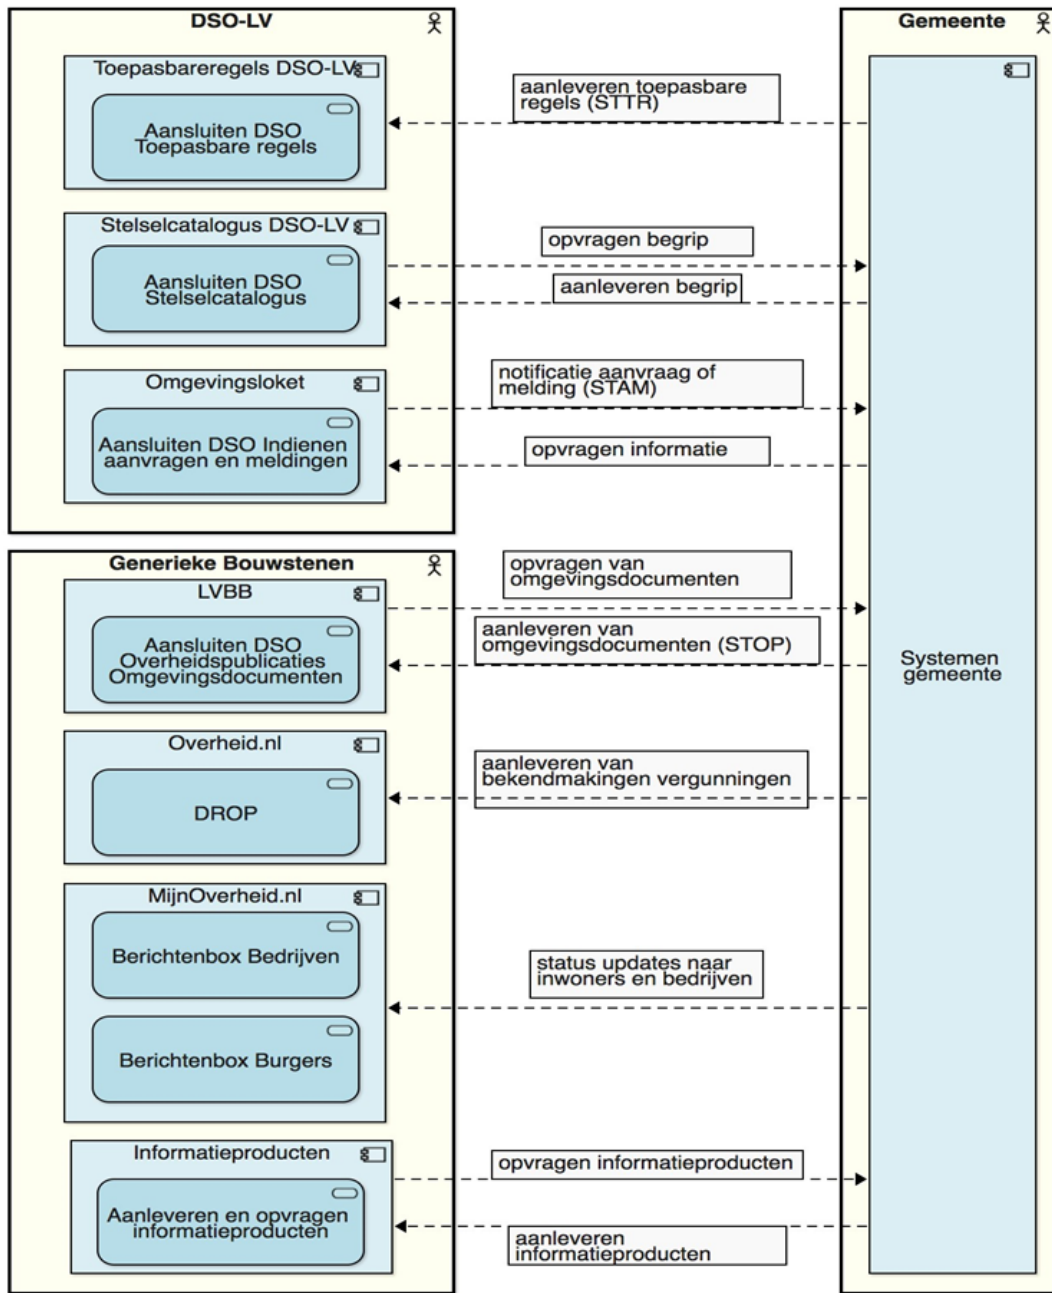 DSO-LV
Toepasbareregels DSO-LV
Aansluiten DSO
Toepasbare regels
Stelselcatalogus DSO-LV
Aansluiten DSO
Stelselcatalogus
Omgevingsloket
Aansluiten DSO Indienen
aanvragen en meldingen
Generieke Bouwstenen
LVBB
Aansluiten DSO
Overheidspublicaties
Omgevingsdocumenten
Overheid.nl
DROP
MijnOverheid.nl
Berichtenbox Bedrijven
Berichtenbox Burgers
Informatieproducten
Aanleveren en opvragen
informatieproducten
aanleveren toepasbare
regels (STTR)
opvragen begrip
aanleveren begrip
notificatie aanvraag of
melding (STAM)
opvragen informatie
opvragen van
omgevingsdocumenten
aanleveren van
omgevingsdocumenten (STOP)
aanleveren van
bekendmakingen vergunningen
status updates naar
inwoners en bedrijven
opvragen informatieproducten
aanleveren
informatieproducten
Gemeente
Systemen
gemeente